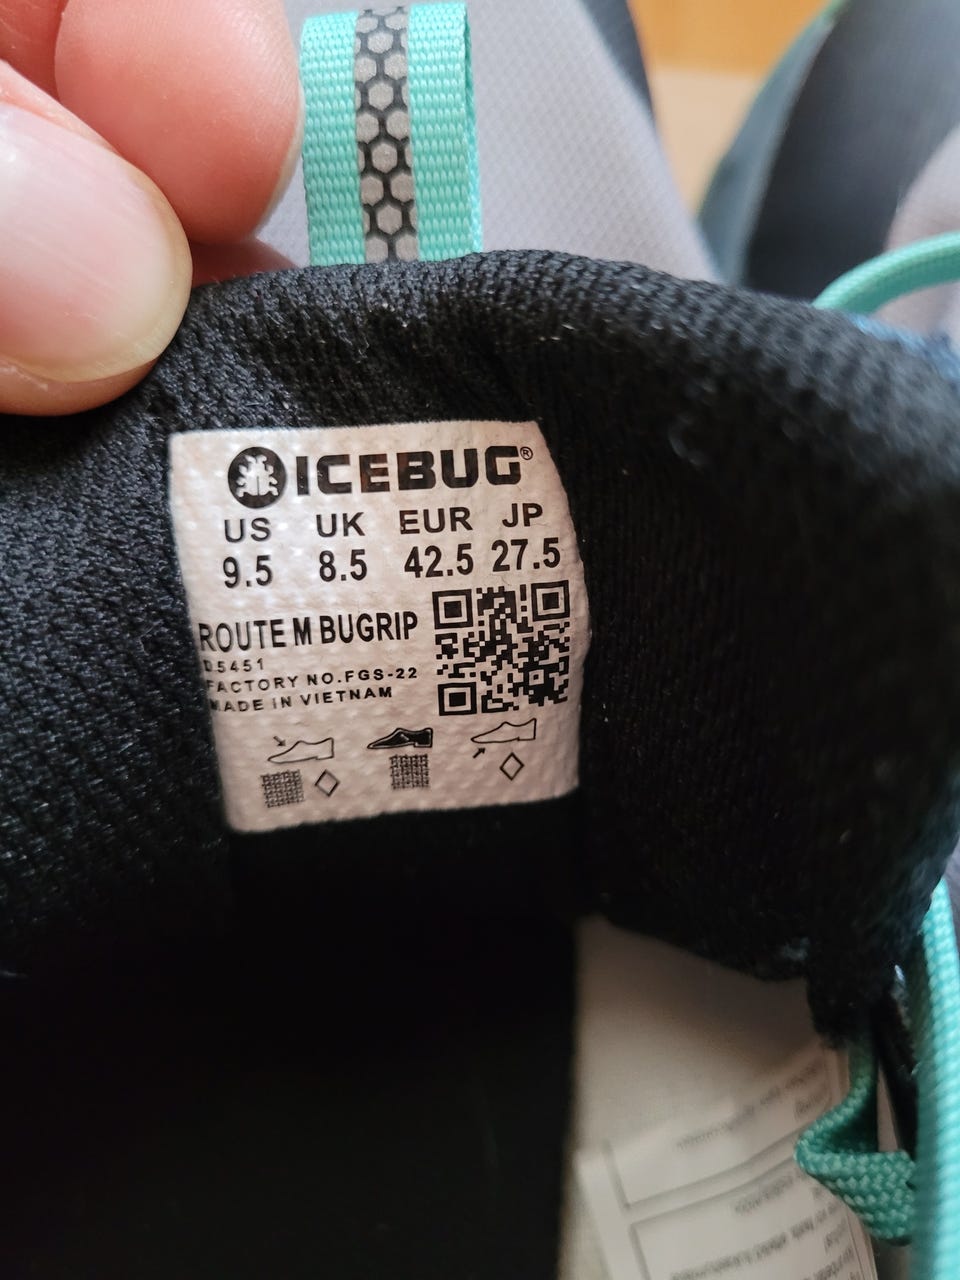 ICEBUG®
US UK EUR JP
9.5 8.5 42.5 27.5
ROUTE M BUGRIP
D5451
FACTORY NO.FGS-22
MADE IN VIETNAM